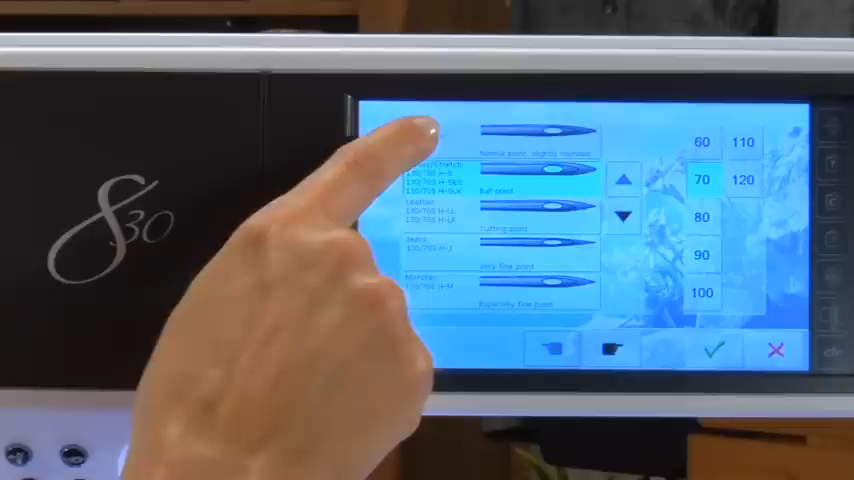 830
Normal point, slightly rounded
130/705 H-S
130/705 H-SES
130/705 H-SUK
Ball point
Leather
130/705 H-LL
130/705 H-LR
Cutting point
Jeans
130/705 H-J
Very fine point
Microtex
130/705 H-M
Especially fine point
60
110
70
120
80
90
100